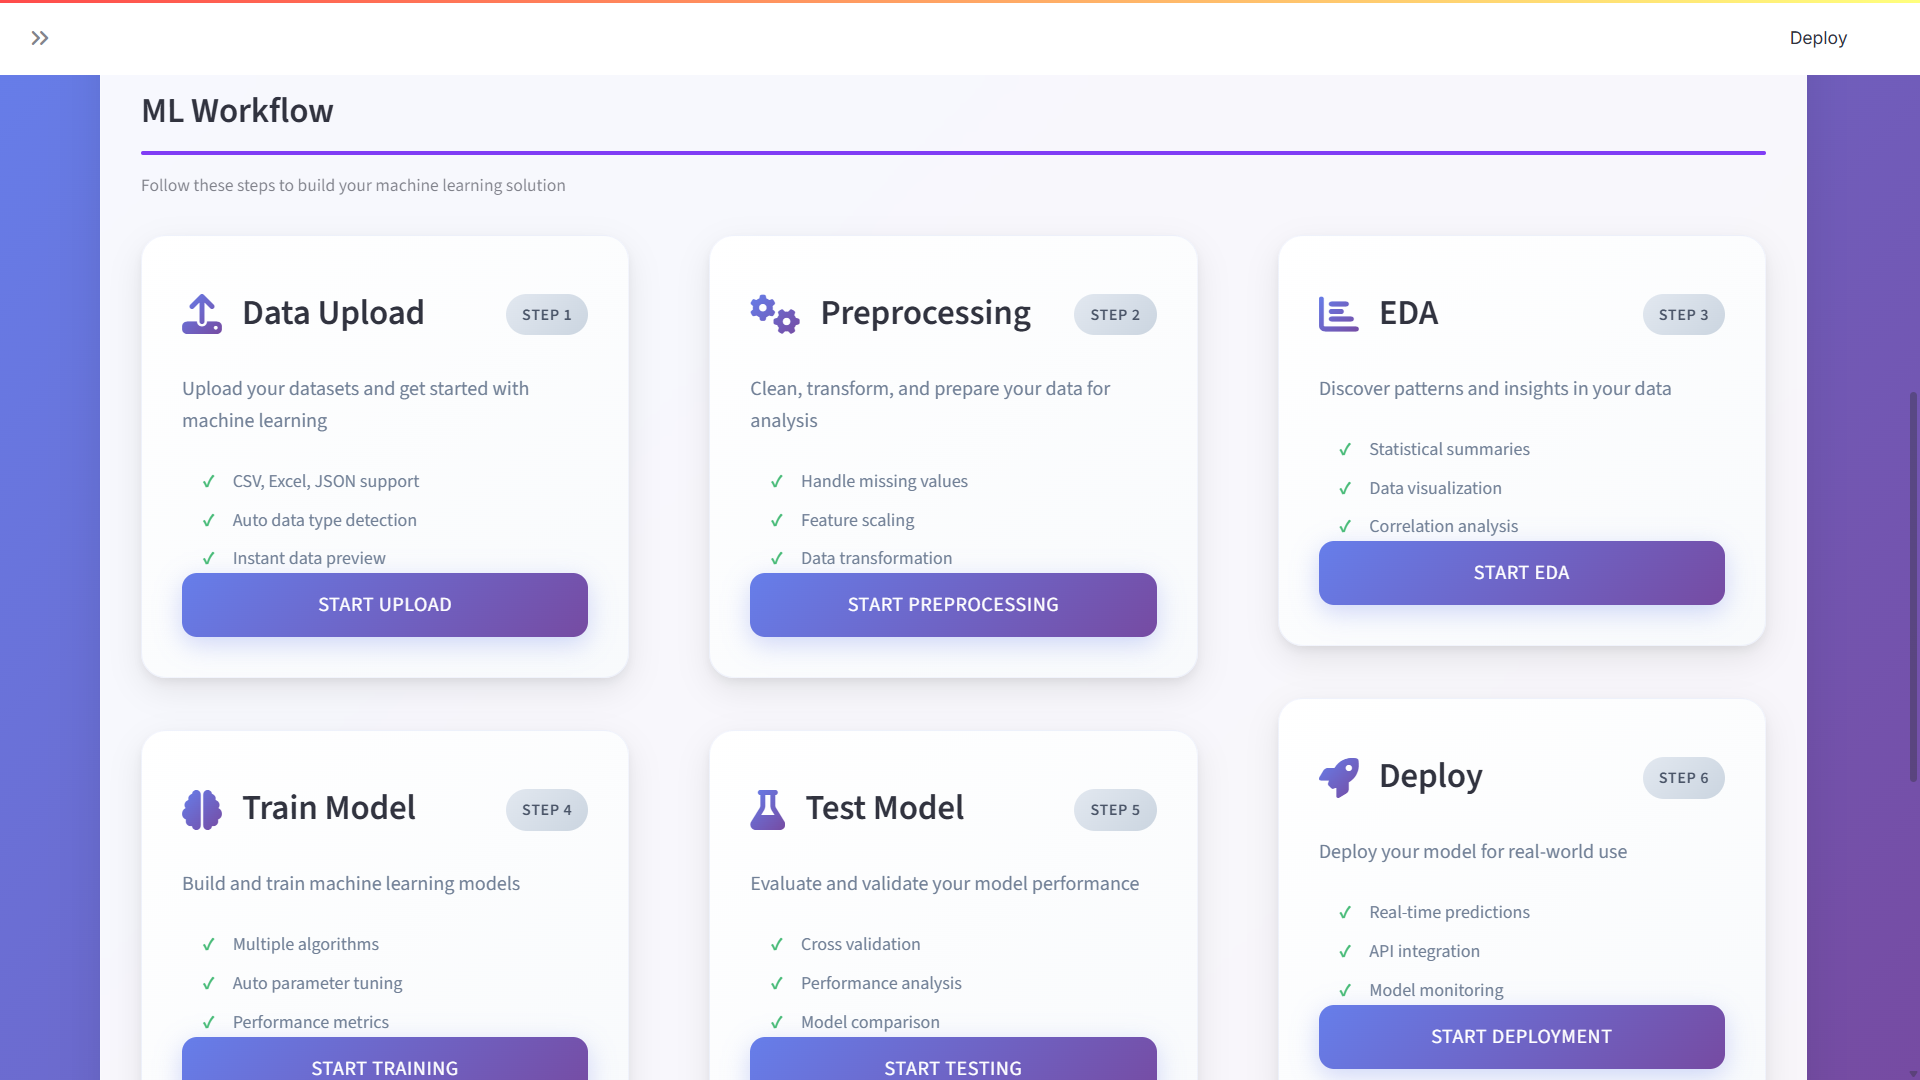 Deploy
ML Workflow
Follow these steps to build your machine learning solution
Data Upload
STEP 1
Upload your datasets and get started with
machine learning
✓ CSV, Excel, JSON support
✓ Auto data type detection
✓ Instant data preview
START UPLOAD
Preprocessing
STEP 2
Clean, transform, and prepare your data for
analysis
✓ Handle missing values
✓ Feature scaling
✓ Data transformation
START PREPROCESSING
EDA
STEP 3
Discover patterns and insights in your data
✓ Statistical summaries
✓ Data visualization
✓ Correlation analysis
START EDA
Train Model
STEP 4
Build and train machine learning models
✓ Multiple algorithms
✓ Auto parameter tuning
✓ Performance metrics
START TRAINING
Test Model
STEP 5
Evaluate and validate your model performance
✓ Cross validation
✓ Performance analysis
✓ Model comparison
START TESTING
Deploy
STEP 6
Deploy your model for real-world use
✓ Real-time predictions
✓ API integration
✓ Model monitoring
START DEPLOYMENT